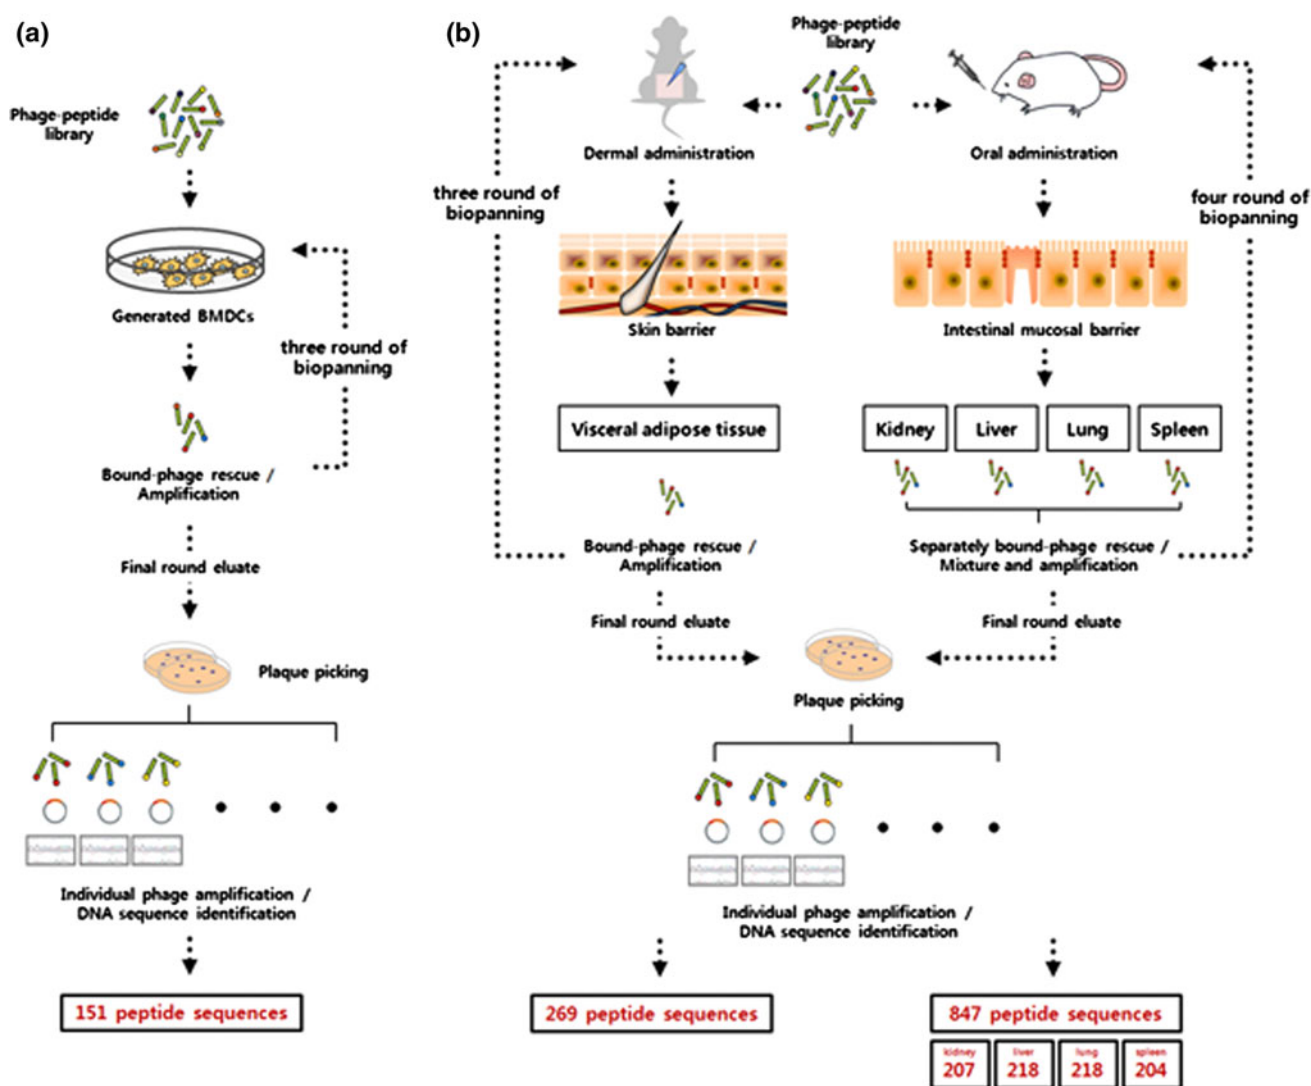 (a)
Phage-peptide
library
Generated BMDCs
three round of
biopanning
Bound-phage rescue /
Amplification
Final round eluate
Plaque picking
Individual phage amplification /
DNA sequence identification
151 peptide sequences
(b)
Phage-peptide
library
Dermal administration
Oral administration
three round of
biopanning
four round of
biopanning
Skin barrier
Intestinal mucosal barrier
Visceral adipose tissue
Kidney
Liver
Lung
Spleen
Bound-phage rescue /
Amplification
Separately bound-phage rescue /
Mixture and amplification
Final round eluate
Final round eluate
Plaque picking
Individual phage amplification /
DNA sequence identification
269 peptide sequences
847 peptide sequences
kidney
207
liver
218
lung
218
spleen
204